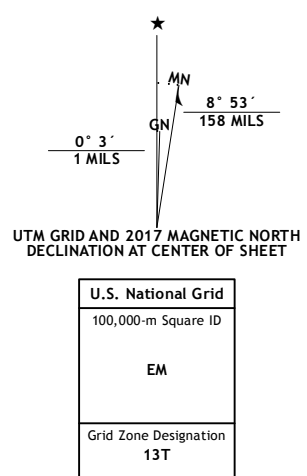 ★
MN
GN
8° 53´
158 MILS
0° 3´
1 MILS
UTM GRID AND 2017 MAGNETIC NORTH
DECLINATION AT CENTER OF SHEET
U.S. National Grid
100,000-m Square ID
EM
Grid Zone Designation
13T